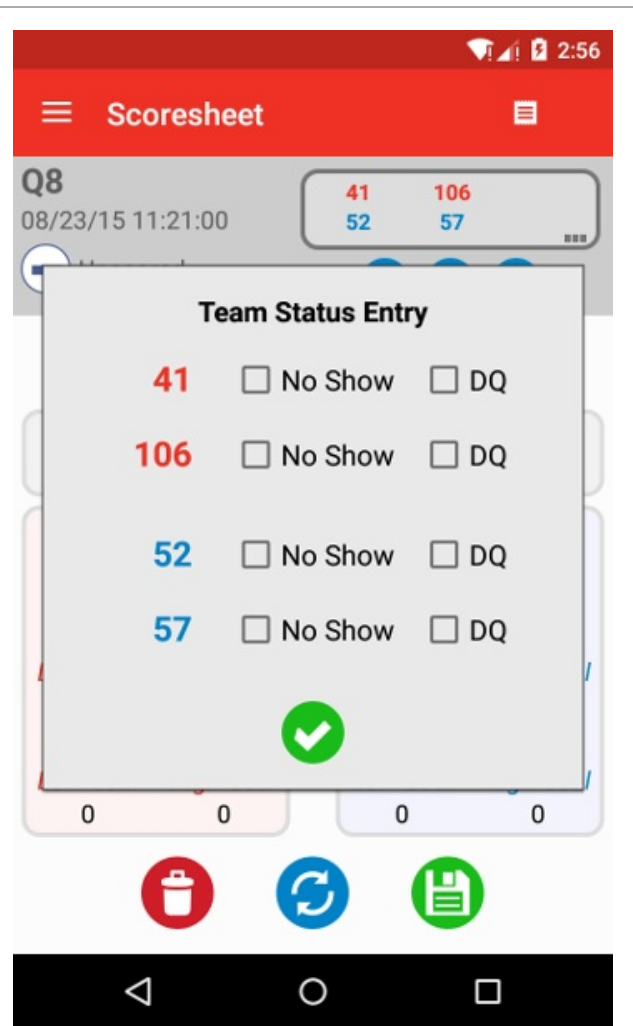 2:56
Scoresheet
Q8
41 106
08/23/15 11:21:00
52 57
Team Status Entry
41 No Show DQ
106 No Show DQ
52 No Show DQ
57 No Show DQ
0 0 0 0